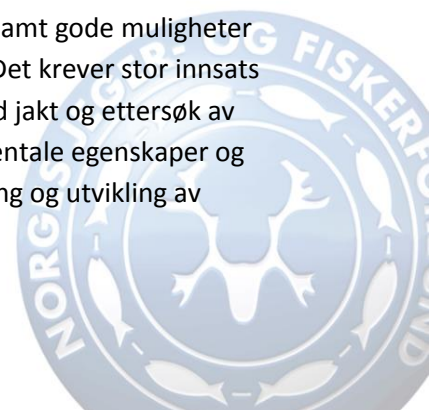 amt gode muligheter
Det krever stor innsats
d jakt og ettersøk av
entale egenskaper og
ng og utvikling av
NORGES JEGER- OG FISKERFORBUND